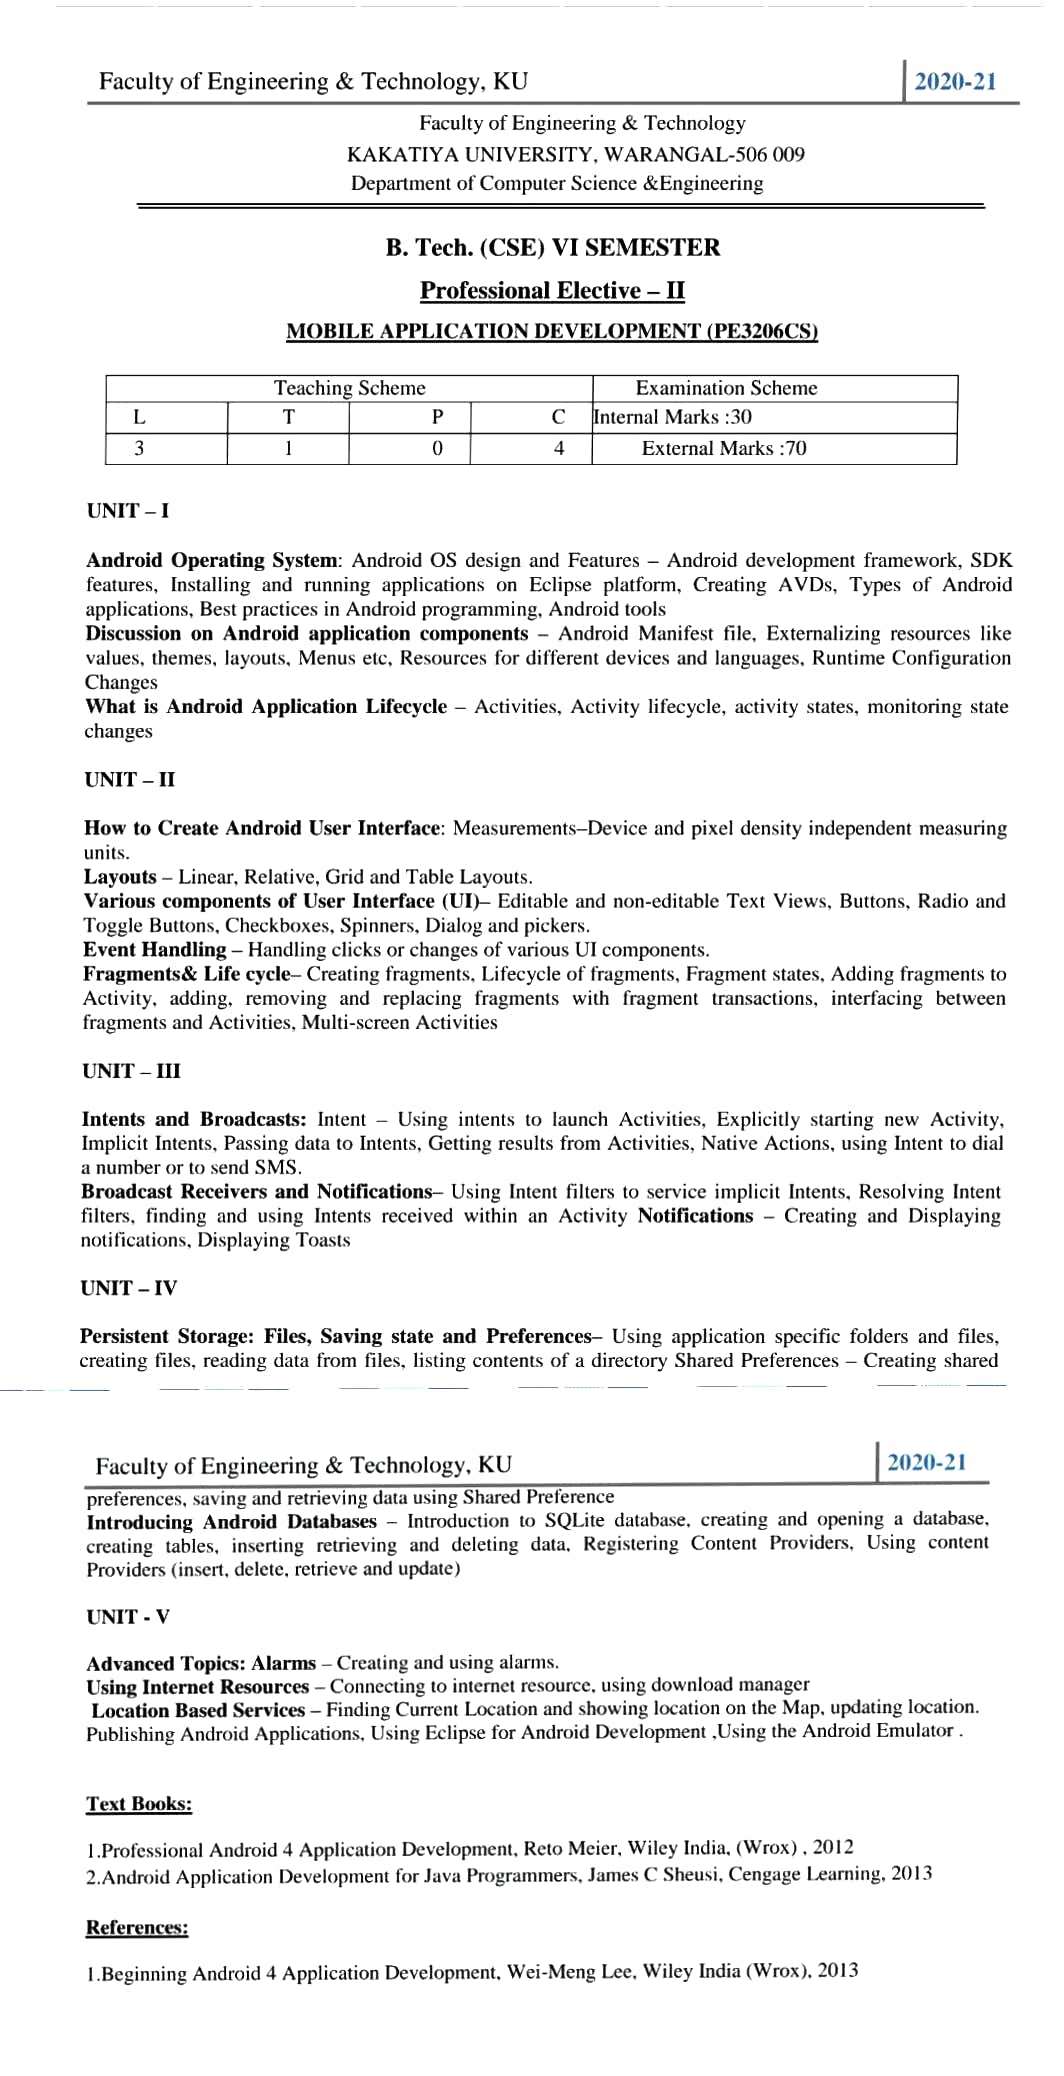 Faculty of Engineering & Technology, KU 2020-21
Faculty of Engineering & Technology
KAKATIYA UNIVERSITY, WARANGAL-506 009
Department of Computer Science &Engineering
B. Tech. (CSE) VI SEMESTER
Professional Elective – II
MOBILE APPLICATION DEVELOPMENT (PE3206CS)
Teaching Scheme Examination Scheme
L T P C Internal Marks :30
3 1 0 4 External Marks :70
UNIT – I
Android Operating System: Android OS design and Features – Android development framework, SDK
features, Installing and running applications on Eclipse platform, Creating AVDs, Types of Android
applications, Best practices in Android programming, Android tools
Discussion on Android application components – Android Manifest file, Externalizing resources like
values, themes, layouts, Menus etc, Resources for different devices and languages, Runtime Configuration
Changes
What is Android Application Lifecycle – Activities, Activity lifecycle, activity states, monitoring state
changes
UNIT – II
How to Create Android User Interface: Measurements–Device and pixel density independent measuring
units.
Layouts – Linear, Relative, Grid and Table Layouts.
Various components of User Interface (UI)– Editable and non-editable Text Views, Buttons, Radio and
Toggle Buttons, Checkboxes, Spinners, Dialog and pickers.
Event Handling – Handling clicks or changes of various UI components.
Fragments& Life cycle– Creating fragments, Lifecycle of fragments, Fragment states, Adding fragments to
Activity, adding, removing and replacing fragments with fragment transactions, interfacing between
fragments and Activities, Multi-screen Activities
UNIT – III
Intents and Broadcasts: Intent – Using intents to launch Activities, Explicitly starting new Activity,
Implicit Intents, Passing data to Intents, Getting results from Activities, Native Actions, using Intent to dial
a number or to send SMS.
Broadcast Receivers and Notifications– Using Intent filters to service implicit Intents, Resolving Intent
filters, finding and using Intents received within an Activity Notifications – Creating and Displaying
notifications, Displaying Toasts
UNIT – IV
Persistent Storage: Files, Saving state and Preferences– Using application specific folders and files,
creating files, reading data from files, listing contents of a directory Shared Preferences – Creating shared
Faculty of Engineering & Technology, KU 2020-21
preferences, saving and retrieving data using Shared Preference
Introducing Android Databases – Introduction to SQLite database, creating and opening a database,
creating tables, inserting retrieving and deleting data, Registering Content Providers, Using content
Providers (insert, delete, retrieve and update)
UNIT - V
Advanced Topics: Alarms – Creating and using alarms.
Using Internet Resources – Connecting to internet resource, using download manager
Location Based Services – Finding Current Location and showing location on the Map, updating location.
Publishing Android Applications, Using Eclipse for Android Development ,Using the Android Emulator .
Text Books:
1.Professional Android 4 Application Development, Reto Meier, Wiley India, (Wrox) , 2012
2.Android Application Development for Java Programmers, James C Sheusi, Cengage Learning, 2013
References:
1.Beginning Android 4 Application Development, Wei-Meng Lee, Wiley India (Wrox), 2013